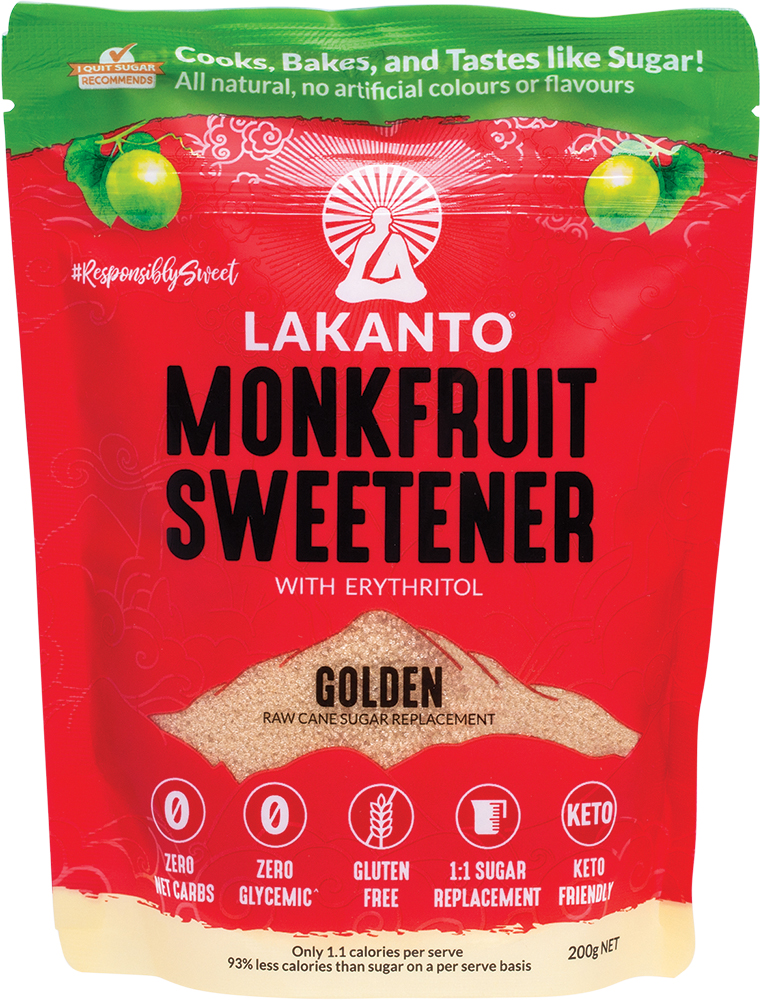 I QUIT SUGAR
RECOMMENDS
Cooks, Bakes, and Tastes like Sugar!
All natural, no artificial colours or flavours
#ResponsiblySweet
LAKANTO®
MONKFRUIT
SWEETENER
WITH ERYTHRITOL
GOLDEN
RAW CANE SUGAR REPLACEMENT
0
ZERO
NET CARBS
0
ZERO
GLYCEMIC^
GLUTEN
FREE
1:1 SUGAR
REPLACEMENT
KETO
KETO
FRIENDLY
Only 1.1 calories per serve
93% less calories than sugar on a per serve basis
200g NET